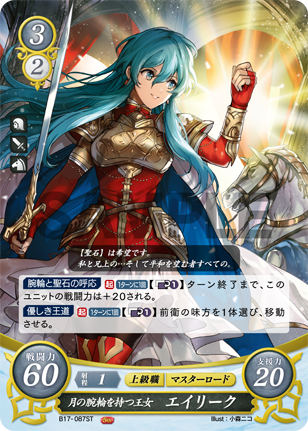 3
2
【聖石】は希望です。
私と兄上の…そして平和を望む者すべての。
腕輪と聖石の呼応 起 1ターンに1回 【1】ターン終了まで、この
ユニットの戦闘力は+20される。
優しき王道 起 1ターンに1回 【1】前衛の味方を1体選び、移動
させる。
戦闘力
60
射程 1 上級職 マスターロード
支援力
20
月の腕輪を持つ王女 エイリーク
B17-087ST
Illust:小森ニコ